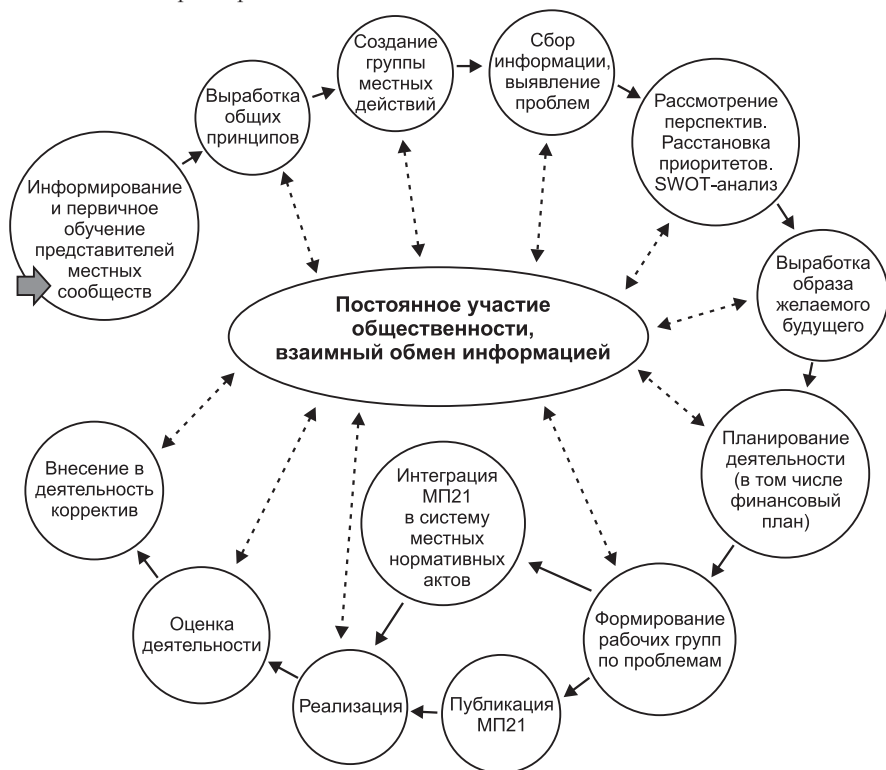 Информирование
и первичное
обучение
представителей
местных
сообществ
Выработка
общих
принципов
Создание
группы
местных
действий
Сбор
информации,
выявление
проблем
Рассмотрение
перспектив.
Расстановка
приоритетов.
SWOT-анализ
Выработка
образа
желаемого
будущего
Постоянное участие
общественности,
взаимный обмен информацией
Планирование
деятельности
(в том числе
финансовый
план)
Формирование
рабочих групп
по проблемам
Интеграция
МП21
в систему
местных
нормативных
актов
Публикация
МП21
Реализация
Оценка
деятельности
Внесение в
деятельность
корректив